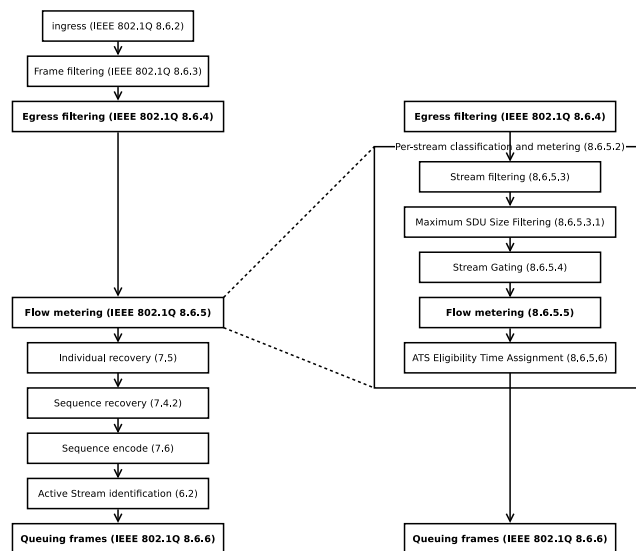 ingress (IEEE 802.1Q 8.6.2)
Frame filtering (IEEE 802.1Q 8.6.3)
Egress filtering (IEEE 802.1Q 8.6.4)
Flow metering (IEEE 802.1Q 8.6.5)
Individual recovery (7.5)
Sequence recovery (7.4.2)
Sequence encode (7.6)
Active Stream identification (6.2)
Queuing frames (IEEE 802.1Q 8.6.6)
Egress filtering (IEEE 802.1Q 8.6.4)
Per-stream classification and metering (8.6.5.2)
Stream filtering (8,6,5.3)
Maximum SDU Size Filtering (8.6.5.3.1)
Stream Gating (8.6.5.4)
Flow metering (8.6.5.5)
ATS Eligibility Time Assignment (8,6,5,6)
Queuing frames (IEEE 802.1Q 8.6.6)